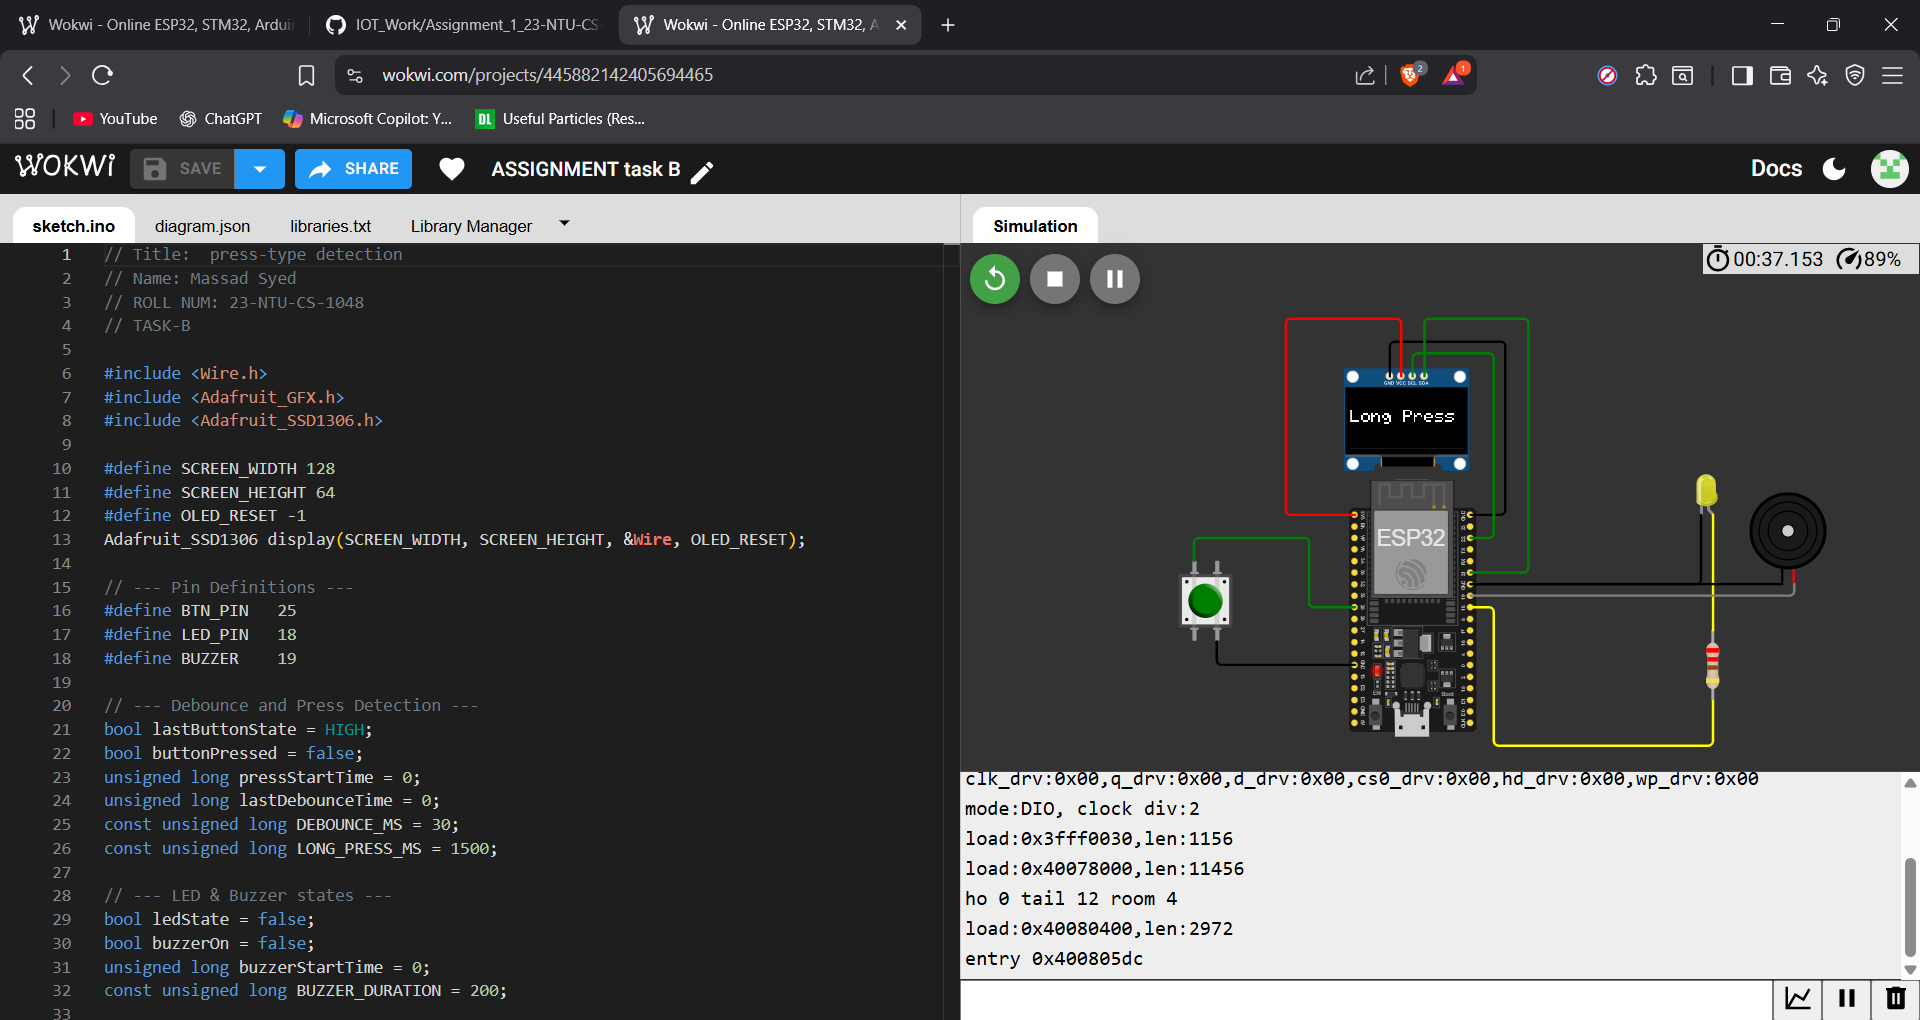 Wokwi - Online ESP32, STM32, Ardui
IOT_Work/Assignment_1_23-NTU-CS-
Wokwi - Online ESP32, STM32, A
wokwi.com/projects/445882142405694465
2
1
YouTube
ChatGPT
Microsoft Copilot: Y...
DL
Useful Particles (Res...
WOKWi
SAVE
SHARE
ASSIGNMENT task B
Docs
sketch.ino
diagram.json
libraries.txt
Library Manager
Simulation
1 // Title:  press-type detection
2 // Name: Massad Syed
3 // ROLL NUM: 23-NTU-CS-1048
4 // TASK-B
5
6 #include <Wire.h>
7 #include <Adafruit_GFX.h>
8 #include <Adafruit_SSD1306.h>
9
10 #define SCREEN_WIDTH 128
11 #define SCREEN_HEIGHT 64
12 #define OLED_RESET -1
13 Adafruit_SSD1306 display(SCREEN_WIDTH, SCREEN_HEIGHT, &Wire, OLED_RESET);
14
15 // --- Pin Definitions ---
16 #define BTN_PIN   25
17 #define LED_PIN   18
18 #define BUZZER    19
19
20 // --- Debounce and Press Detection ---
21 bool lastButtonState = HIGH;
22 bool buttonPressed = false;
23 unsigned long pressStartTime = 0;
24 unsigned long lastDebounceTime = 0;
25 const unsigned long DEBOUNCE_MS = 30;
26 const unsigned long LONG_PRESS_MS = 1500;
27
28 // --- LED & Buzzer states ---
29 bool ledState = false;
30 bool buzzerOn = false;
31 unsigned long buzzerStartTime = 0;
32 const unsigned long BUZZER_DURATION = 200;
33
00:37.153 89%
GND VCC SCL SDA
Long Press
ESP32
EN
Boot
clk_drv:0x00,q_drv:0x00,d_drv:0x00,cs0_drv:0x00,hd_drv:0x00,wp_drv:0x00
mode:DIO, clock div:2
load:0x3fff0030,len:1156
load:0x40078000,len:11456
ho 0 tail 12 room 4
load:0x40080400,len:2972
entry 0x400805dc